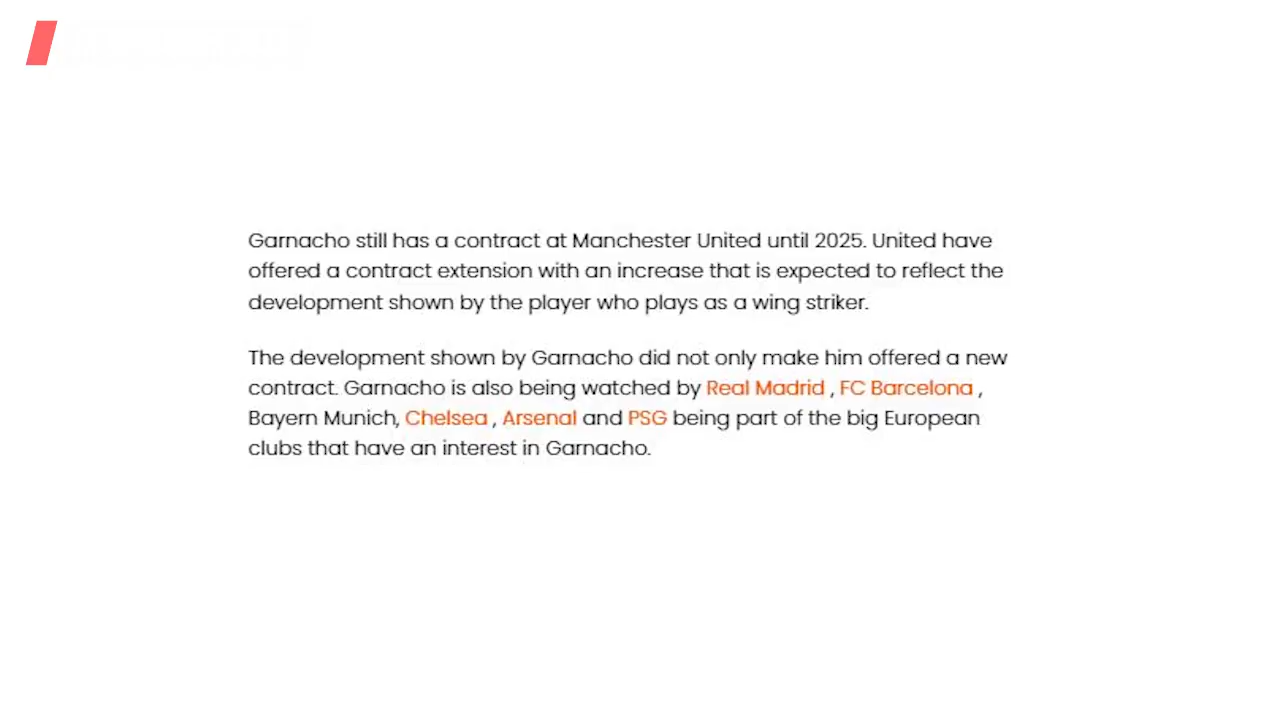 Garnacho still has a contract at Manchester United until 2025. United have
offered a contract extension with an increase that is expected to reflect the
development shown by the player who plays as a wing striker.
The development shown by Garnacho did not only make him offered a new
contract. Garnacho is also being watched by Real Madrid , FC Barcelona ,
Bayern Munich, Chelsea , Arsenal and PSG being part of the big European
clubs that have an interest in Garnacho.